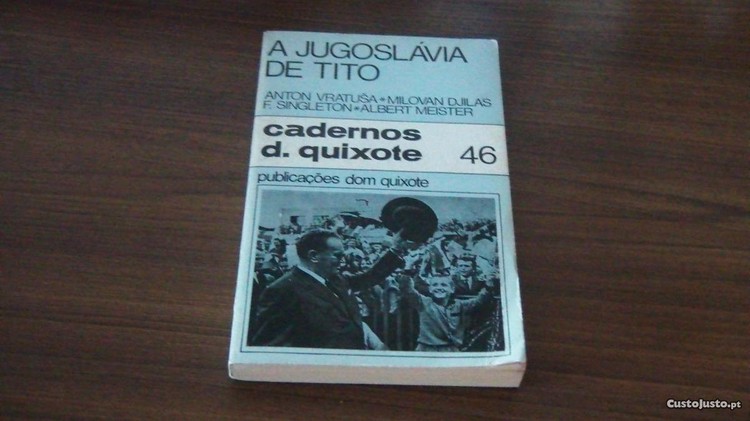 A JUGOSLÁVIA
DE TITO
ANTON VRATUŠA * MILOVAN DJILAS
F. SINGLETON * ALBERT MEISTER
cadernos
d. quixote 46
publicações dom quixote
CustoJusto.pt